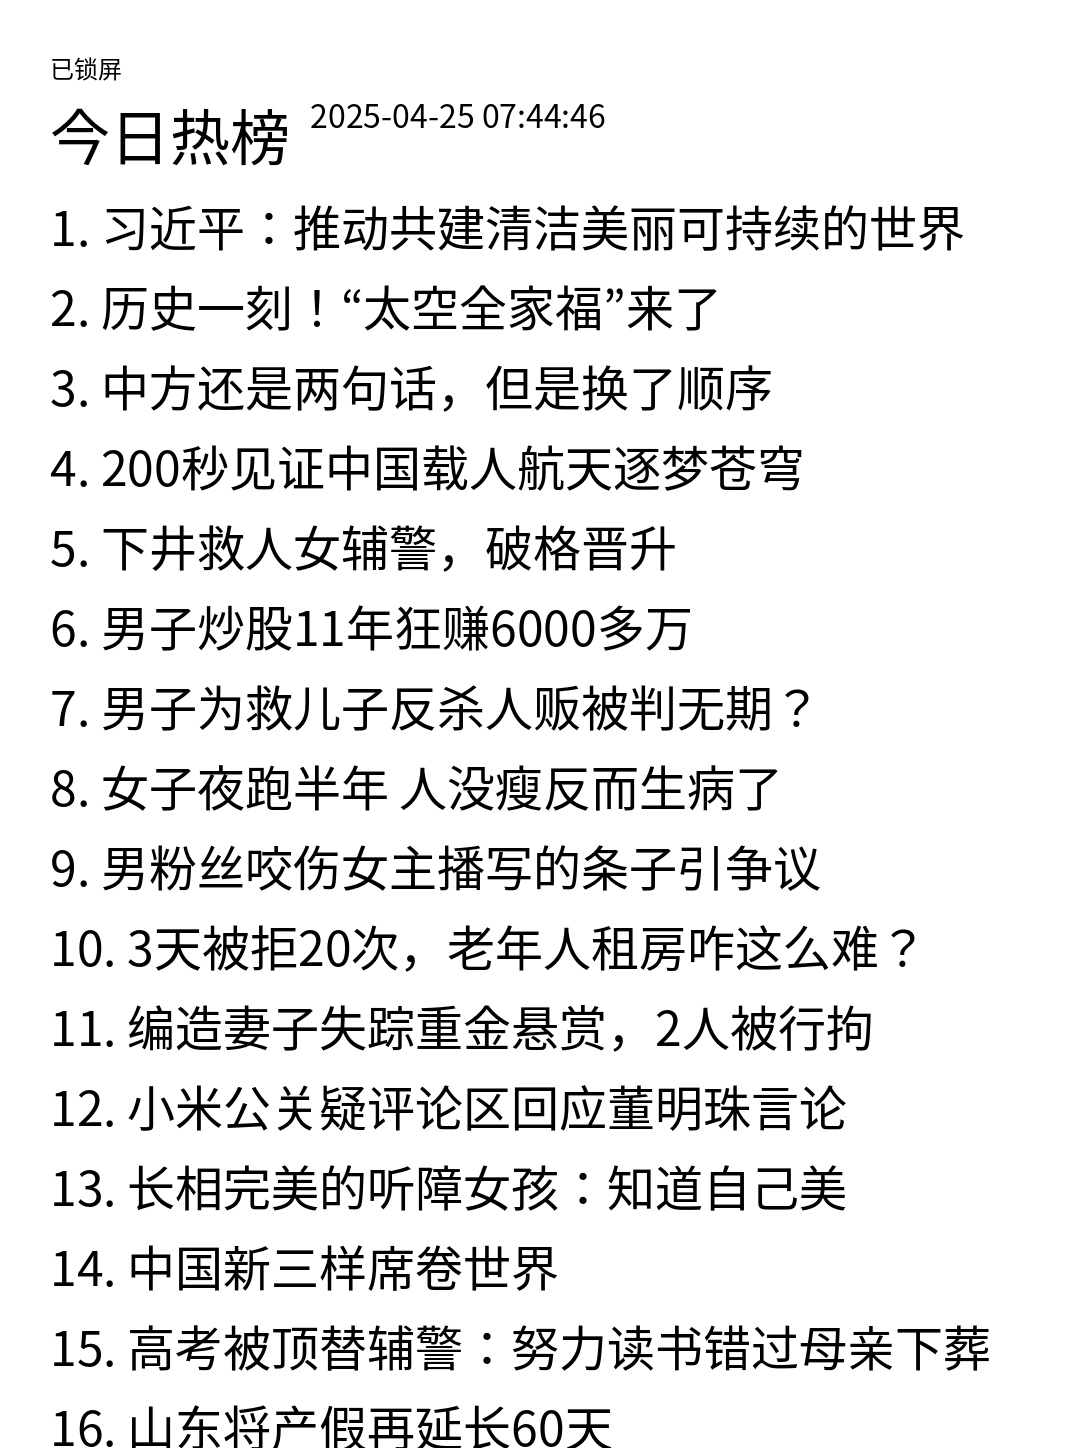 已锁屏
今日热榜 2025-04-25 07:44:46
1. 习近平：推动共建清洁美丽可持续的世界
2. 历史一刻！“太空全家福”来了
3. 中方还是两句话，但是换了顺序
4. 200秒见证中国载人航天逐梦苍穹
5. 下井救人女辅警，破格晋升
6. 男子炒股11年狂赚6000多万
7. 男子为救儿子反杀人贩被判无期？
8. 女子夜跑半年 人没瘦反而生病了
9. 男粉丝咬伤女主播写的条子引争议
10. 3天被拒20次，老年人租房咋这么难？
11. 编造妻子失踪重金悬赏，2人被行拘
12. 小米公关疑评论区回应董明珠言论
13. 长相完美的听障女孩：知道自己美
14. 中国新三样席卷世界
15. 高考被顶替辅警：努力读书错过母亲下葬
16. 山东将产假再延长60天